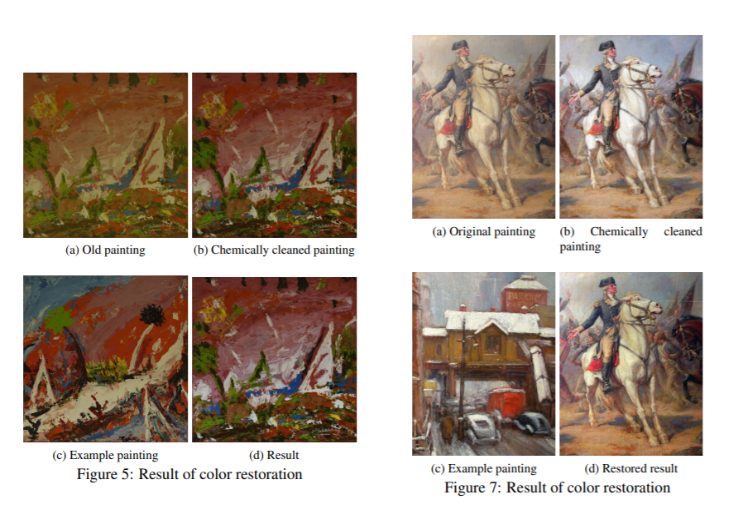 (a) Old painting
(b) Chemically cleaned painting
(c) Example painting
(d) Result
Figure 5: Result of color restoration
(a) Original painting
(b) Chemically cleaned
painting
(c) Example painting
(d) Restored result
Figure 7: Result of color restoration